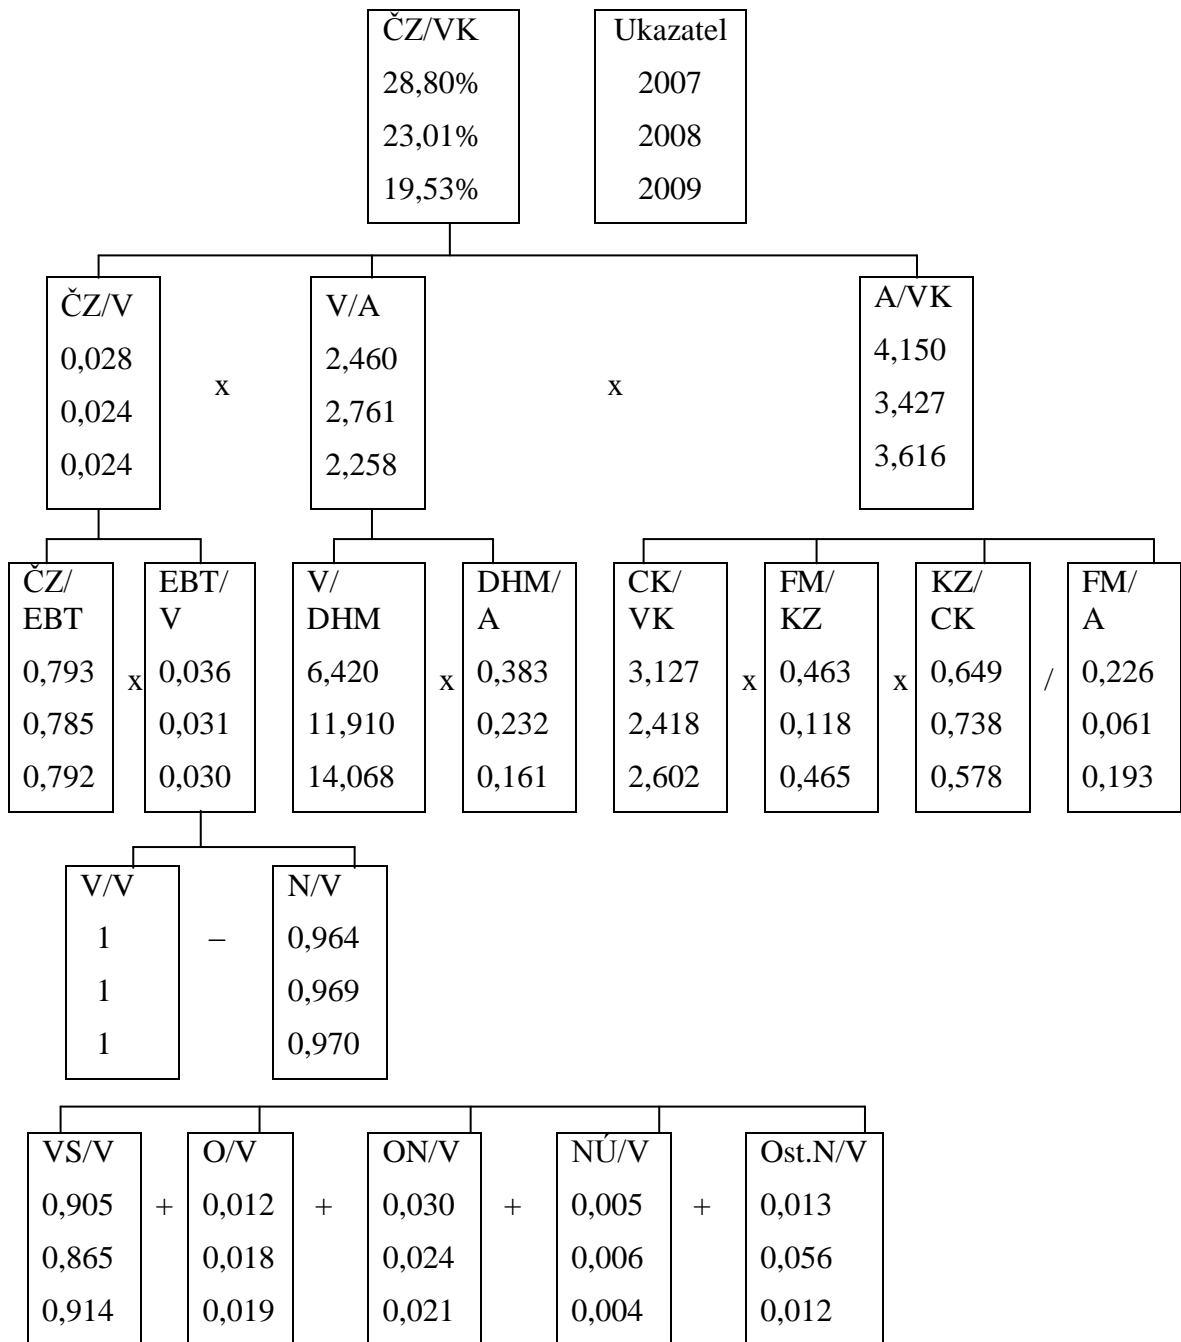 ČZ/VK
28,80%
23,01%
19,53%
Ukazatel
2007
2008
2009
ČZ/V
0,028
0,024
0,024
x
V/A
2,460
2,761
2,258
x
A/VK
4,150
3,427
3,616
ČZ/
EBT
0,793
0,785
0,792
x
EBT/
V
0,036
0,031
0,030
V/
DHM
6,420
11,910
14,068
x
DHM/
A
0,383
0,232
0,161
CK/
VK
3,127
2,418
2,602
x
FM/
KZ
0,463
0,118
0,465
x
KZ/
CK
0,649
0,738
0,578
/
FM/
A
0,226
0,061
0,193
V/V
1
1
1
–
N/V
0,964
0,969
0,970
VS/V
0,905
0,865
0,914
+
O/V
0,012
0,018
0,019
+
ON/V
0,030
0,024
0,021
+
NÚ/V
0,005
0,006
0,004
+
Ost.N/V
0,013
0,056
0,012